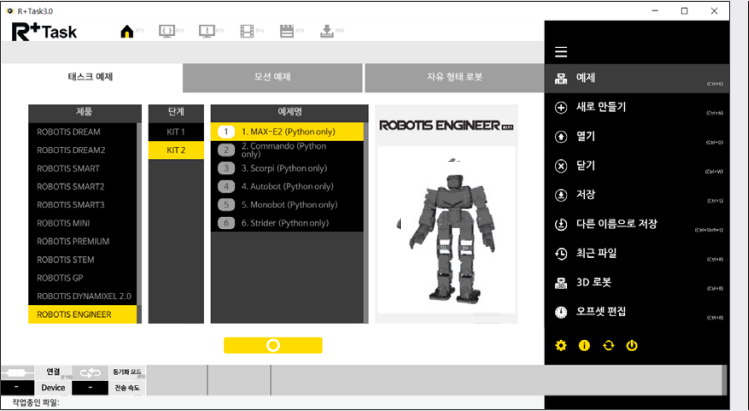 R+Task3.0
R+Task
태스크 예제
모션 예제
자유 형태 로봇
제품
단계
예제명
ROBOTIS DREAM
ROBOTIS DREAM2
ROBOTIS SMART
ROBOTIS SMART2
ROBOTIS SMART3
ROBOTIS MINI
ROBOTIS PREMIUM
ROBOTIS STEM
ROBOTIS GP
ROBOTIS DYNAMIXEL 2.0
ROBOTIS ENGINEER
KIT 1
KIT 2
1 1. MAX-E2 (Python only)
2 2. Commando (Python
only)
3 3. Scorpi (Python only)
4 4. Autobot (Python only)
5 5. Monobot (Python only)
6 6. Strider (Python only)
ROBOTIS ENGINEER
예제
새로 만들기 (Ctrl+N)
열기 (Ctrl+O)
닫기 (Ctrl+W)
저장 (Ctrl+S)
다른 이름으로 저장 (Ctrl+Shift+S)
최근 파일
3D 로봇
오프셋 편집
연결
동기화 모드
- Device -
전송 속도
작업중인 파일: